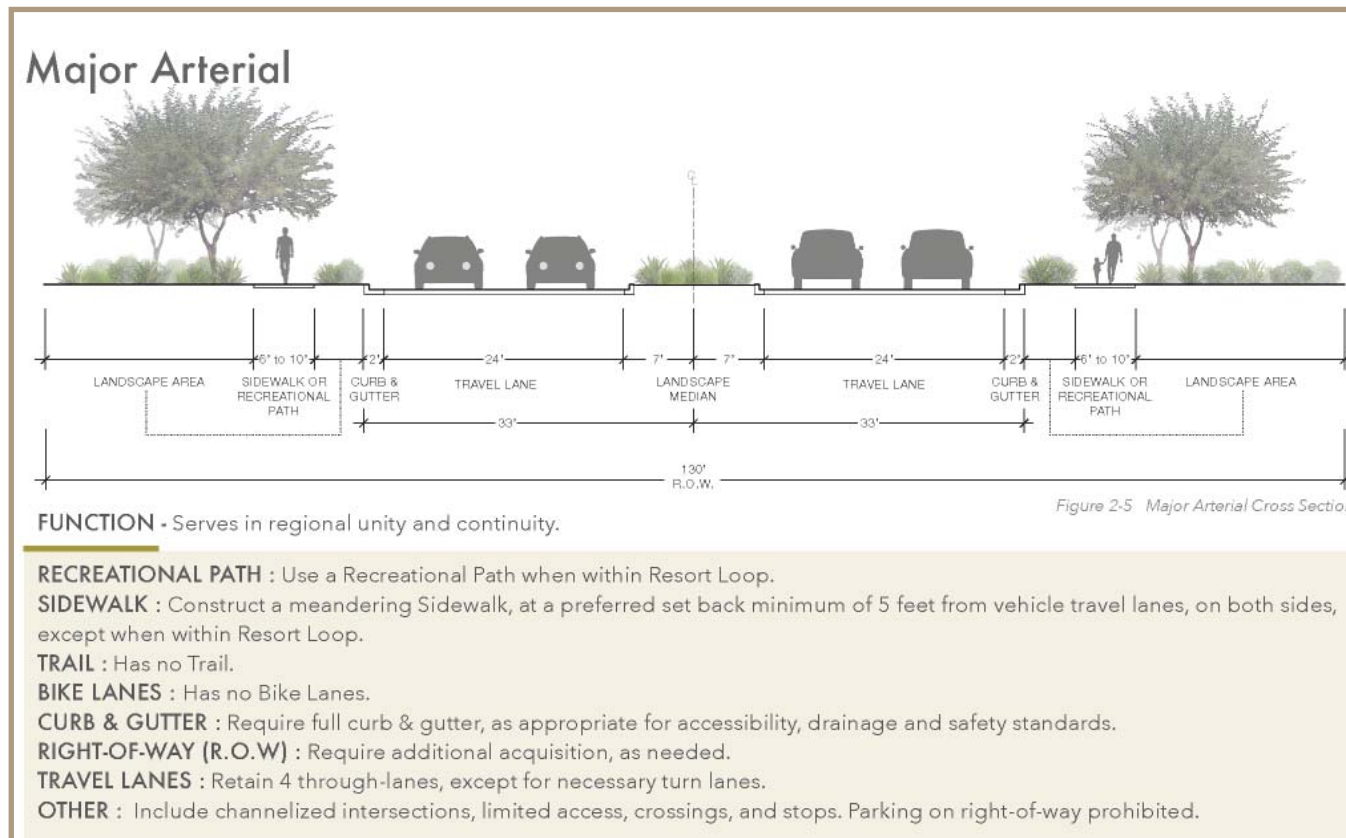 Major Arterial
℄
6' to 10' 2' 24' 7' 7' 24' 2' 6' to 10'
LANDSCAPE AREA SIDEWALK OR RECREATIONAL PATH CURB & GUTTER TRAVEL LANE LANDSCAPE MEDIAN TRAVEL LANE CURB & GUTTER SIDEWALK OR RECREATIONAL PATH LANDSCAPE AREA
33' 33'
130'
R.O.W.
Figure 2-5 Major Arterial Cross Section
FUNCTION - Serves in regional unity and continuity.
RECREATIONAL PATH : Use a Recreational Path when within Resort Loop.
SIDEWALK : Construct a meandering Sidewalk, at a preferred set back minimum of 5 feet from vehicle travel lanes, on both sides,
except when within Resort Loop.
TRAIL : Has no Trail.
BIKE LANES : Has no Bike Lanes.
CURB & GUTTER : Require full curb & gutter, as appropriate for accessibility, drainage and safety standards.
RIGHT-OF-WAY (R.O.W) : Require additional acquisition, as needed.
TRAVEL LANES : Retain 4 through-lanes, except for necessary turn lanes.
OTHER : Include channelized intersections, limited access, crossings, and stops. Parking on right-of-way prohibited.